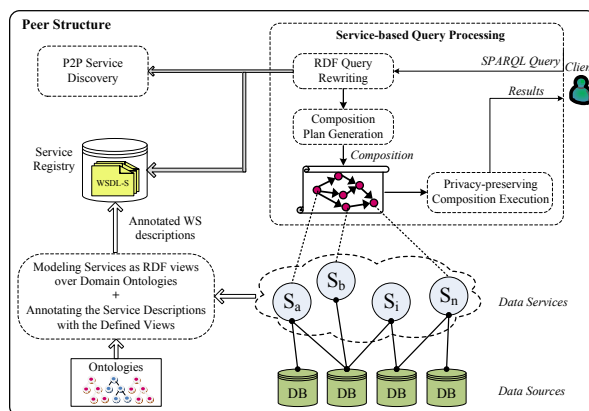 Peer Structure
Service-based Query Processing
P2P Service
Discovery
RDF Query
Rewriting
SPARQL Query
Client
Results
Composition
Plan Generation
Service
Registry
WSDL-S
Composition
Privacy-preserving
Composition Execution
Annotated WS
descriptions
Modeling Services as RDF views
over Domain Ontologies
+
Annotating the Service Descriptions
with the Defined Views
Sa
Sb
Si
Sn
Data Services
Ontologies
DB
DB
DB
DB
Data Sources